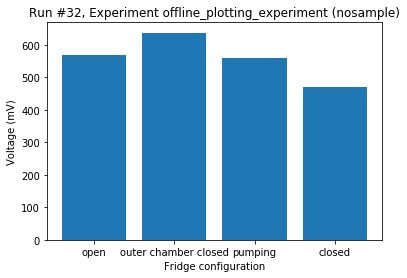 Run #32, Experiment offline_plotting_experiment (nosample)
600
500
400
300
200
100
0
Voltage (mV)
open outer chamber closed pumping closed
Fridge configuration